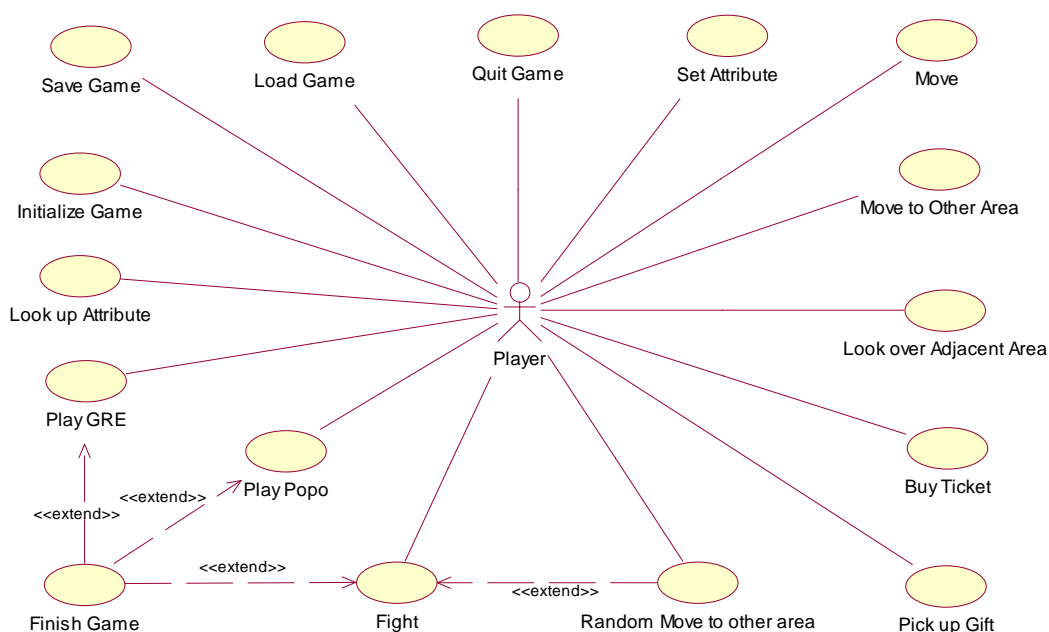 Save Game
Load Game
Quit Game
Set Attribute
Move
Initialize Game
Move to Other Area
Look up Attribute
Look over Adjacent Area
Player
Play GRE
Play Popo
Buy Ticket
<<extend>>
<<extend>>
<<extend>>
<<extend>>
Finish Game
Fight
Random Move to other area
Pick up Gift